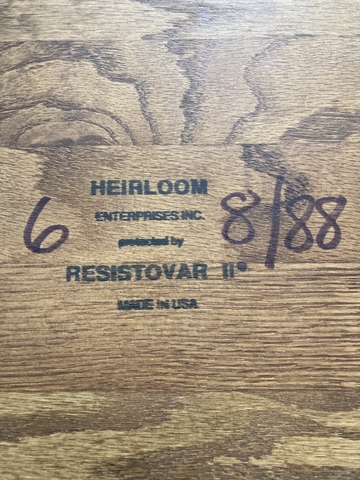 HEIRLOOM
ENTERPRISES INC.
6 protected by 8/88
RESISTOVAR II®
MADE IN USA